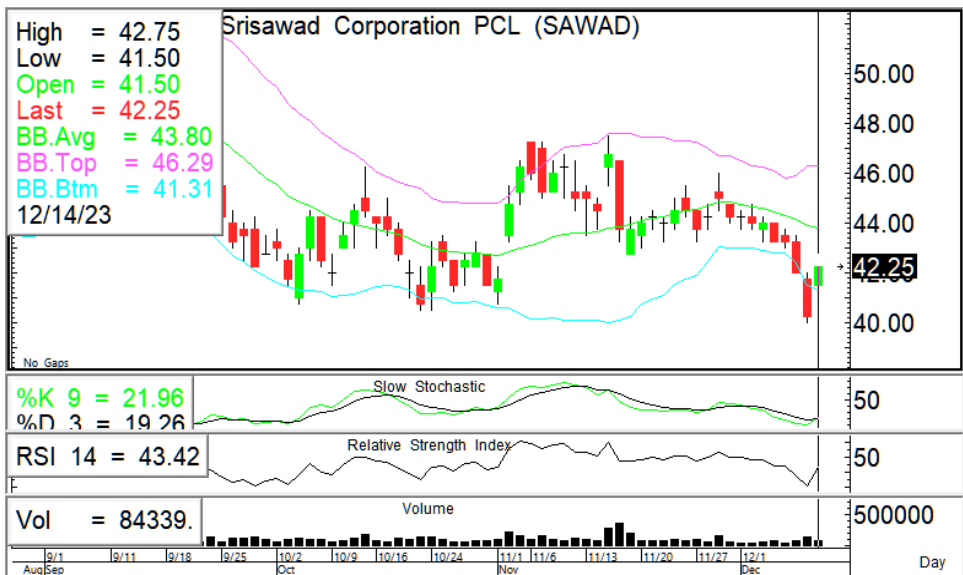 Srisawad Corporation PCL (SAWAD)
High = 42.75
Low = 41.50
Open = 41.50
Last = 42.25
BB.Avg = 43.80
BB.Top = 46.29
BB.Btm = 41.31
12/14/23
50.00
48.00
46.00
44.00
42.25
40.00
No Gaps
Slow Stochastic
%K 9 = 21.96
%D 3 = 19.26
50
Relative Strength Index
RSI 14 = 43.42
50
Volume
Vol = 84339.
500000
9/1 9/11 9/18 9/25 10/2 10/9 10/16 10/24 11/1 11/6 11/13 11/20 11/27 12/1
Aug Sep Oct Nov Dec
Day